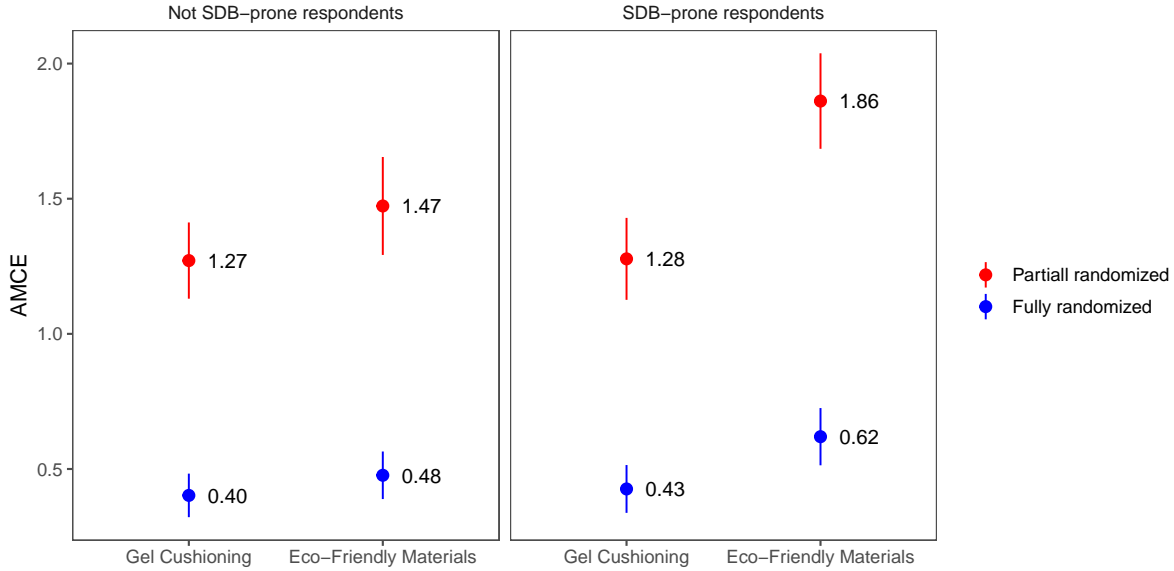 Not SDB−prone respondents
SDB−prone respondents
AMCE
2.0
1.5
1.0
0.5
1.27
1.47
0.40
0.48
1.28
1.86
0.43
0.62
Gel Cushioning
Eco−Friendly Materials
Gel Cushioning
Eco−Friendly Materials
Partiall randomized
Fully randomized